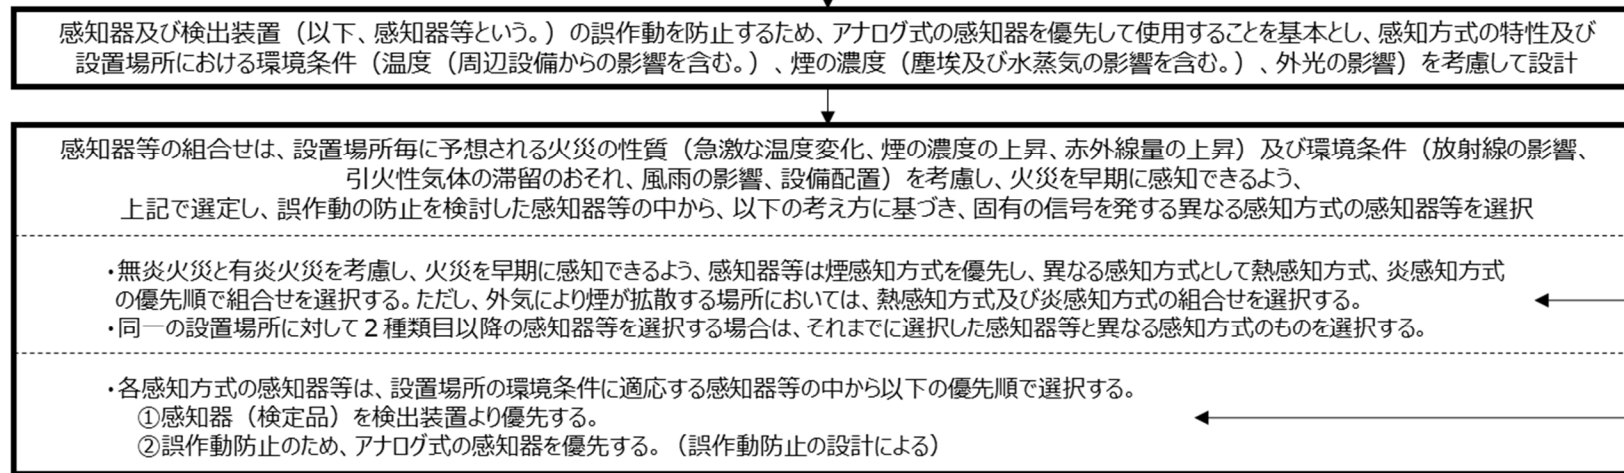 感知器及び検出装置（以下、感知器等という。）の誤作動を防止するため、アナログ式の感知器を優先して使用することを基本とし、感知方式の特性及び
設置場所における環境条件（温度（周辺設備からの影響を含む。）、煙の濃度（塵埃及び水蒸気の影響を含む。）、外光の影響）を考慮して設計
感知器等の組合せは、設置場所毎に予想される火災の性質（急激な温度変化、煙の濃度の上昇、赤外線量の上昇）及び環境条件（放射線の影響、
引火性気体の滞留のおそれ、風雨の影響、設備配置）を考慮し、火災を早期に感知できるよう、
上記で選定し、誤作動の防止を検討した感知器等の中から、以下の考え方に基づき、固有の信号を発する異なる感知方式の感知器等を選択
・無炎火災と有炎火災を考慮し、火災を早期に感知できるよう、感知器等は煙感知方式を優先し、異なる感知方式として熱感知方式、炎感知方式
の優先順で組合せを選択する。ただし、外気により煙が拡散する場所においては、熱感知方式及び炎感知方式の組合せを選択する。
・同一の設置場所に対して２種類目以降の感知器等を選択する場合は、それまでに選択した感知器等と異なる感知方式のものを選択する。
・各感知方式の感知器等は、設置場所の環境条件に適応する感知器等の中から以下の優先順で選択する。
①感知器（検定品）を検出装置より優先する。
②誤作動防止のため、アナログ式の感知器を優先する。（誤作動防止の設計による）